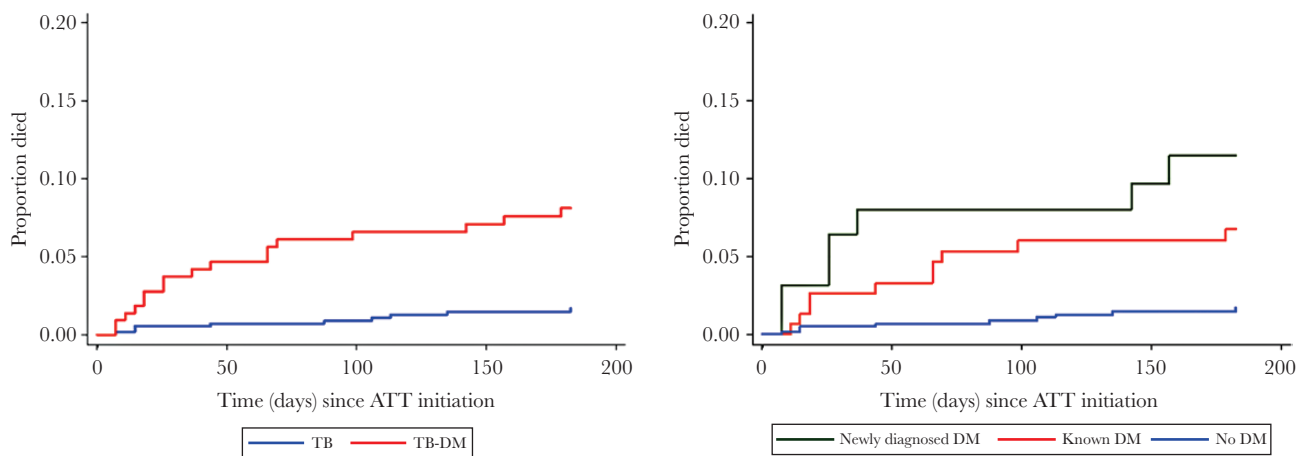 Proportion died
0.20
0.15
0.10
0.05
0.00
0 50 100 150 200
Time (days) since ATT initiation
TB TB-DM
Proportion died
0.20
0.15
0.10
0.05
0.00
0 50 100 150 200
Time (days) since ATT initiation
Newly diagnosed DM Known DM No DM